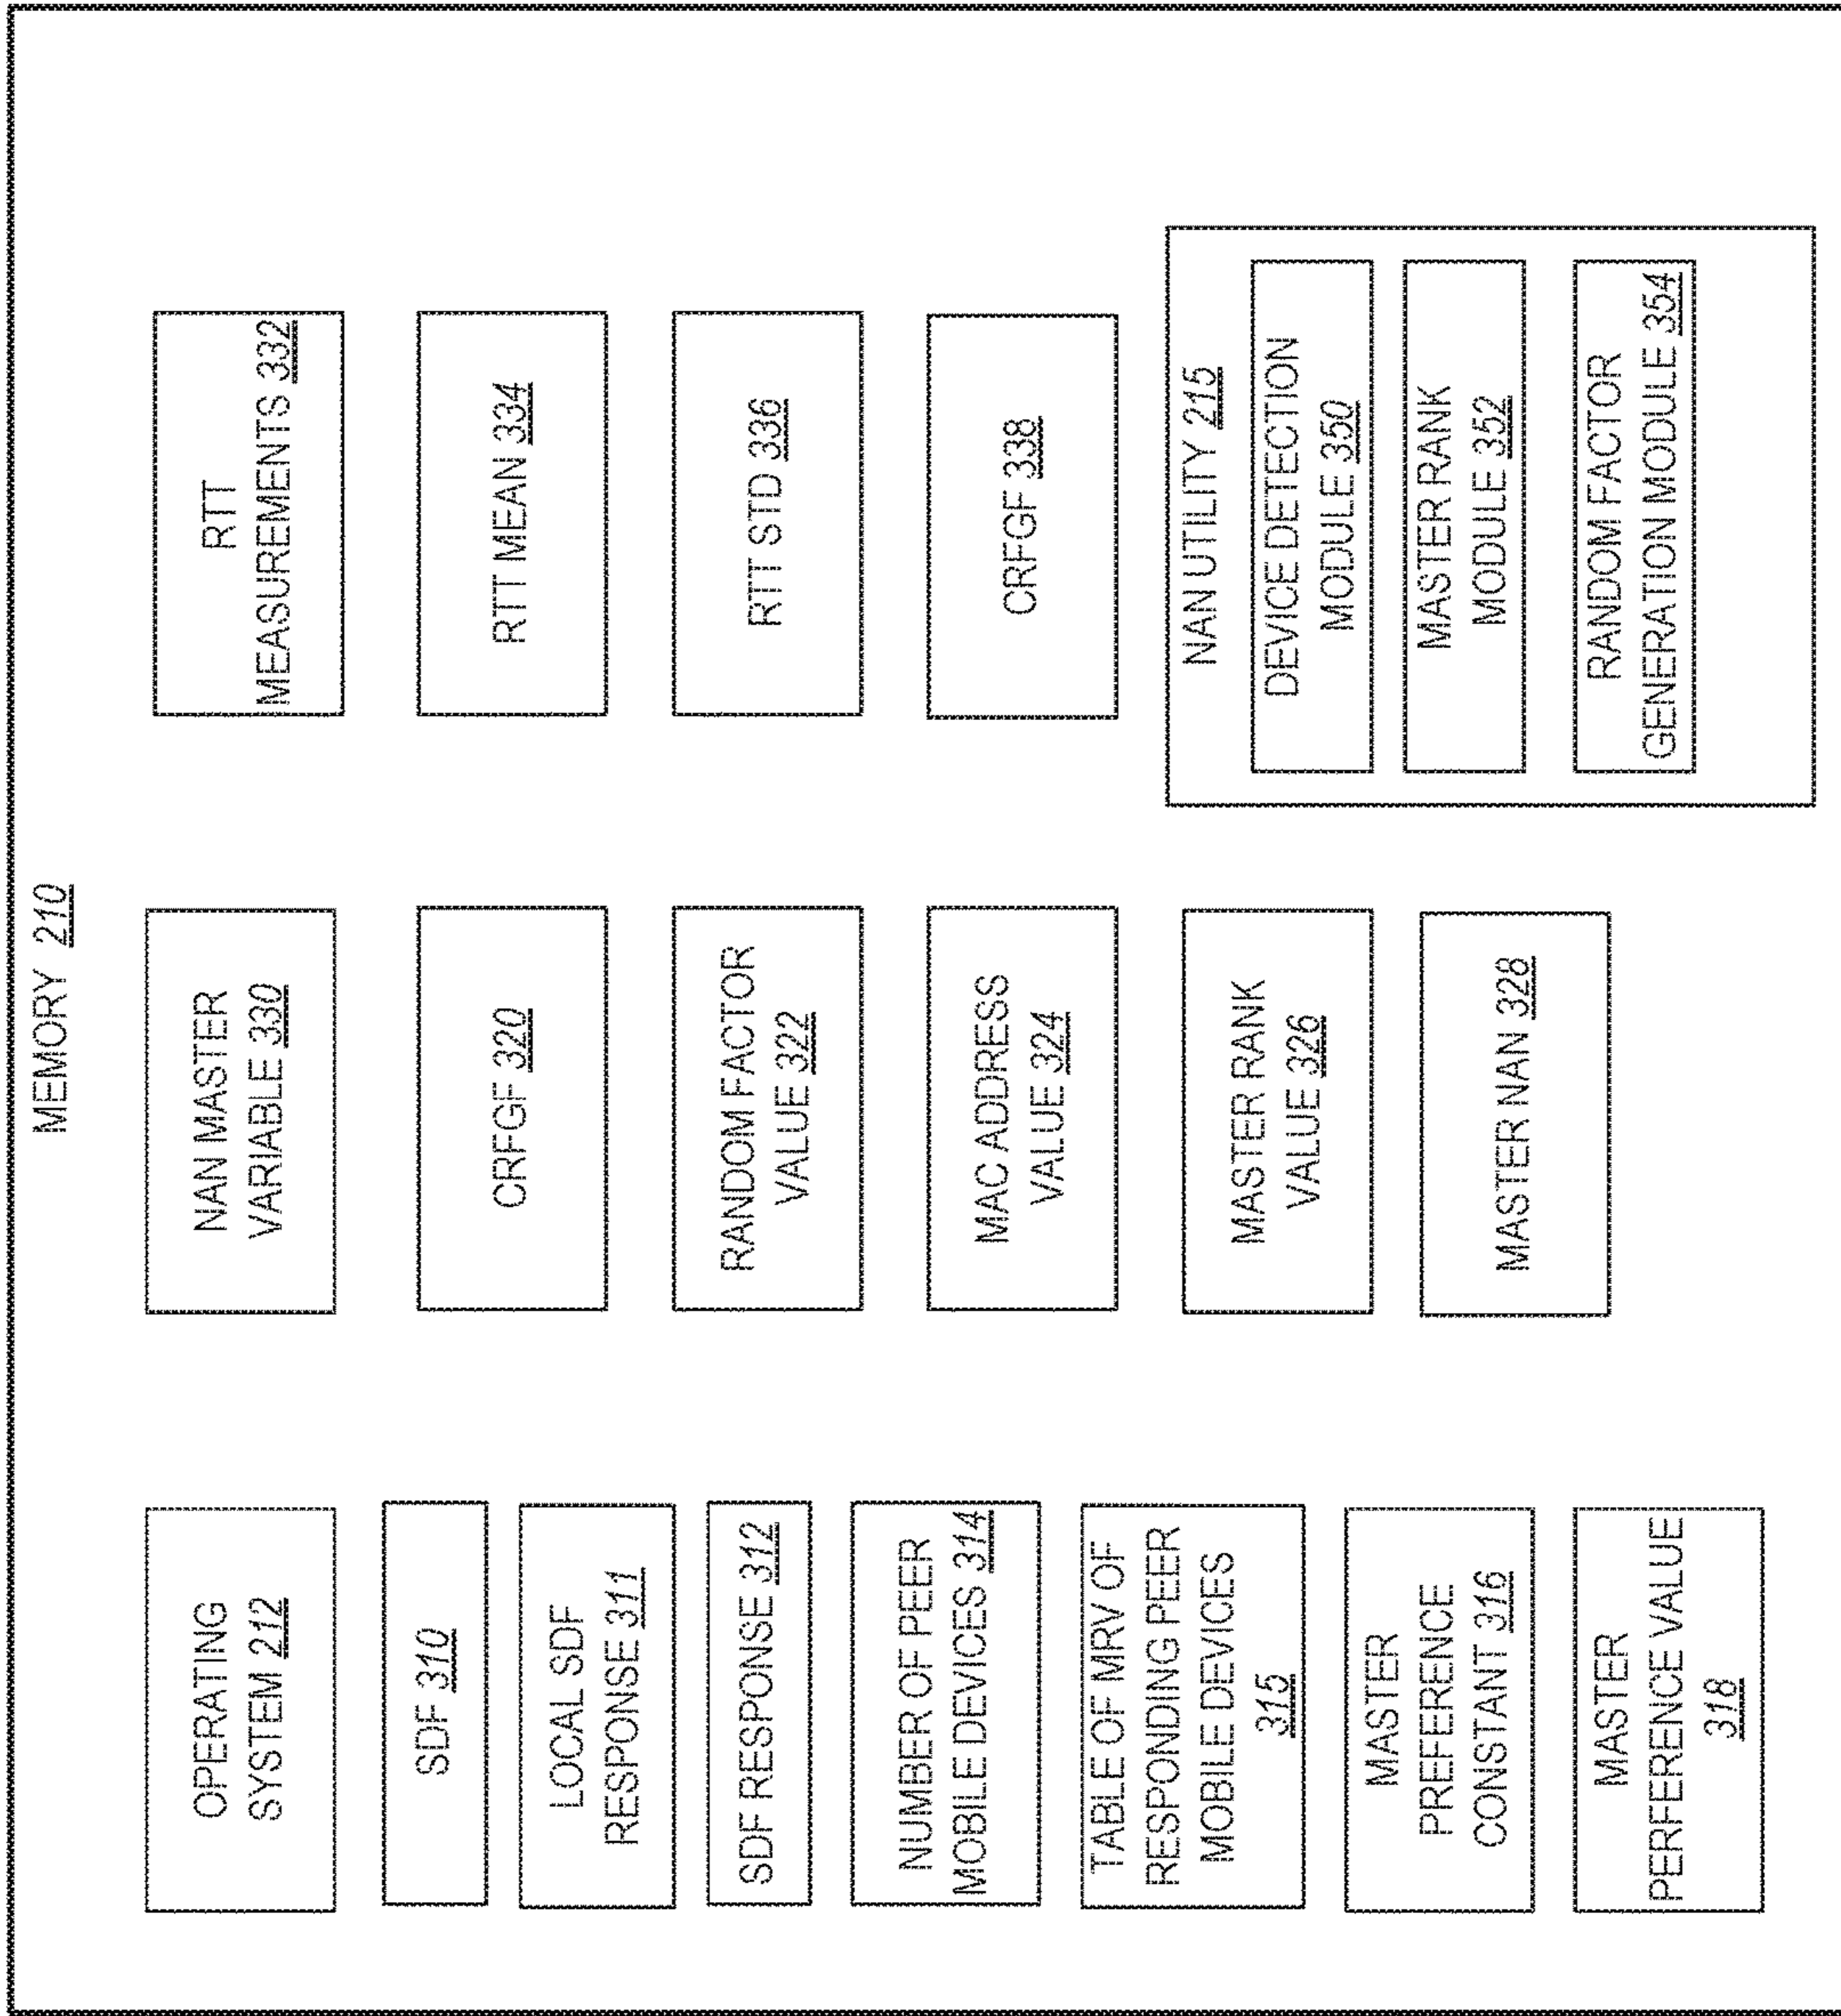 MEMORY 210
OPERATING
SYSTEM 212
SDF 310
LOCAL SDF
RESPONSE 311
SDF RESPONSE 312
NUMBER OF PEER
MOBILE DEVICES 314
TABLE OF MRV OF
RESPONDING PEER
MOBILE DEVICES
315
MASTER
PREFERENCE
CONSTANT 316
MASTER
PERFERENCE VALUE
318
NAN MASTER
VARIABLE 330
CRFGF 320
RANDOM FACTOR
VALUE 322
MAC ADDRESS
VALUE 324
MASTER RANK
VALUE 326
MASTER NAN 328
RTT
MEASUREMENTS 332
RTT MEAN 334
RTT STD 336
CRFGF 338
NAN UTILITY 215
DEVICE DETECTION
MODULE 350
MASTER RANK
MODULE 352
RANDOM FACTOR
GENERATION MODULE 354